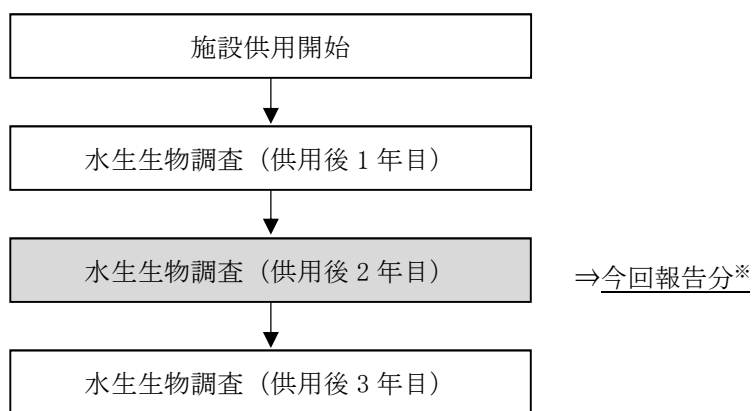 施設供用開始
水生生物調査（供用後 1 年目）
水生生物調査（供用後 2 年目）
⇒今回報告分※
水生生物調査（供用後 3 年目）